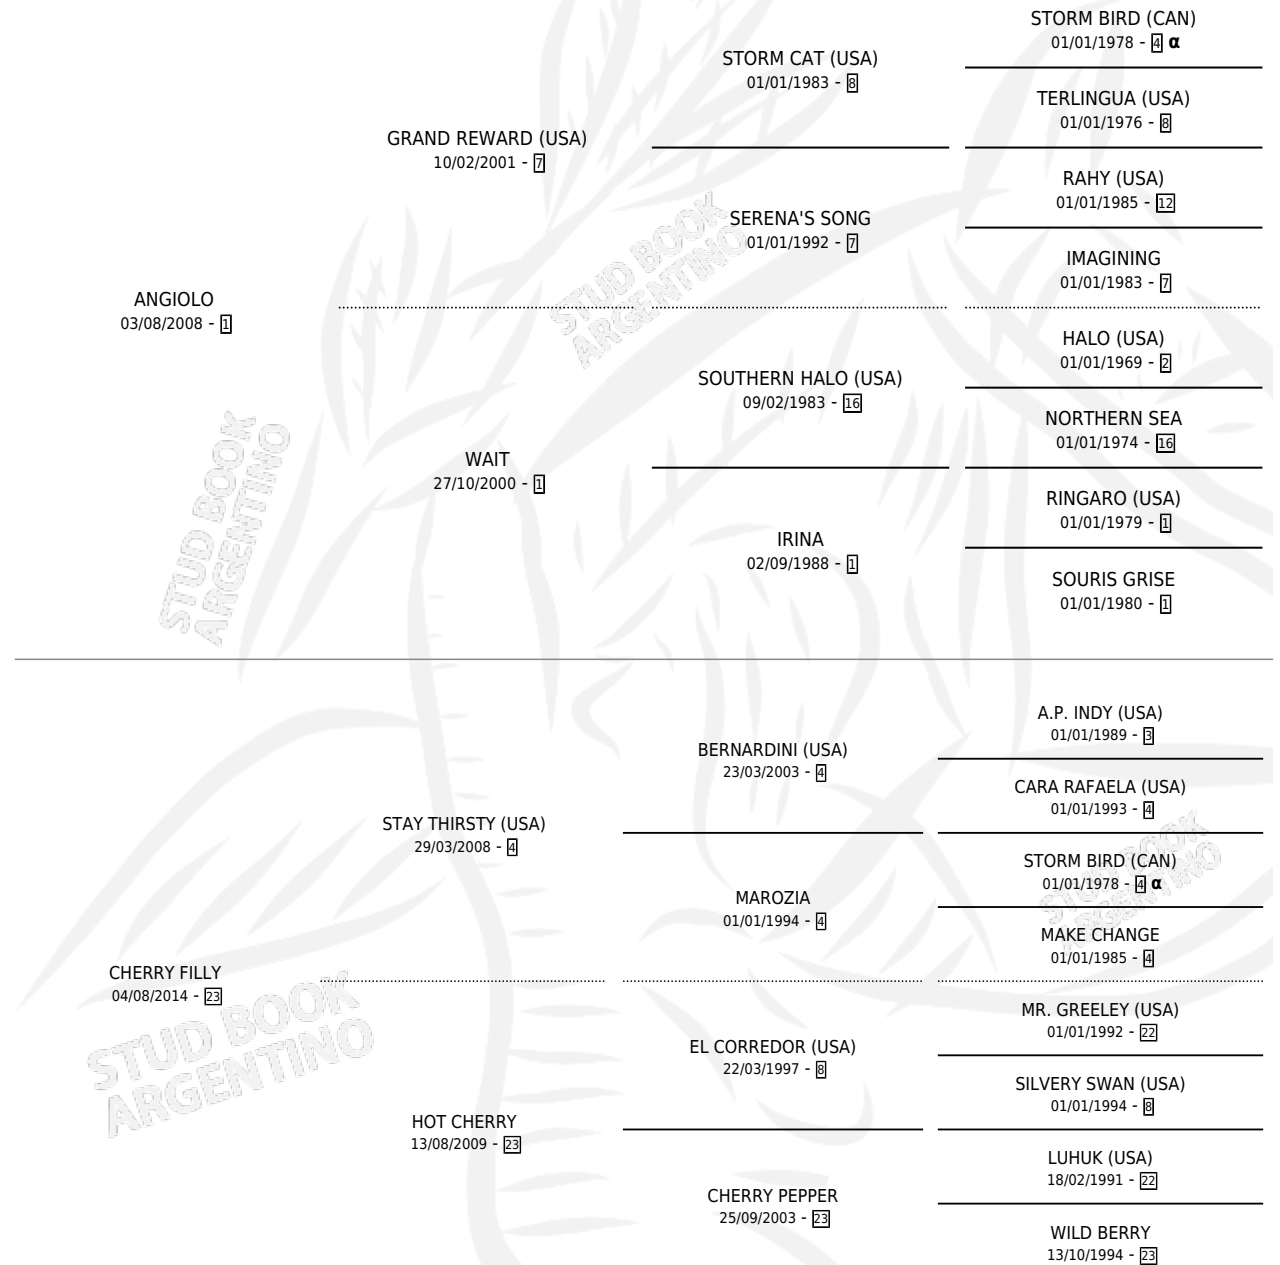 STORM BIRD (CAN)
01/01/1978 - 4 α
STORM CAT (USA)
01/01/1983 - 8
TERLINGUA (USA)
01/01/1976 - 8
GRAND REWARD (USA)
10/02/2001 - 7
RAHY (USA)
01/01/1985 - 12
SERENA'S SONG
01/01/1992 - 7
IMAGINING
01/01/1983 - 7
ANGIOLO
03/08/2008 - 1
HALO (USA)
01/01/1969 - 2
SOUTHERN HALO (USA)
09/02/1983 - 16
NORTHERN SEA
01/01/1974 - 16
WAIT
27/10/2000 - 1
RINGARO (USA)
01/01/1979 - 1
IRINA
02/09/1988 - 1
SOURIS GRISE
01/01/1980 - 1
A.P. INDY (USA)
01/01/1989 - 3
BERNARDINI (USA)
23/03/2003 - 4
CARA RAFAELA (USA)
01/01/1993 - 4
STAY THIRSTY (USA)
29/03/2008 - 4
STORM BIRD (CAN)
01/01/1978 - 4 α
MAROZIA
01/01/1994 - 4
MAKE CHANGE
01/01/1985 - 4
CHERRY FILLY
04/08/2014 - 23
MR. GREELEY (USA)
01/01/1992 - 22
EL CORREDOR (USA)
22/03/1997 - 8
SILVERY SWAN (USA)
01/01/1994 - 8
HOT CHERRY
13/08/2009 - 23
LUHUK (USA)
18/02/1991 - 22
CHERRY PEPPER
25/09/2003 - 23
WILD BERRY
13/10/1994 - 23
STUD BOOK
ARGENTINO
STUD BOOK
ARGENTINO
STUD BOOK
ARGENTINO
STUD BOOK
ARGENTINO